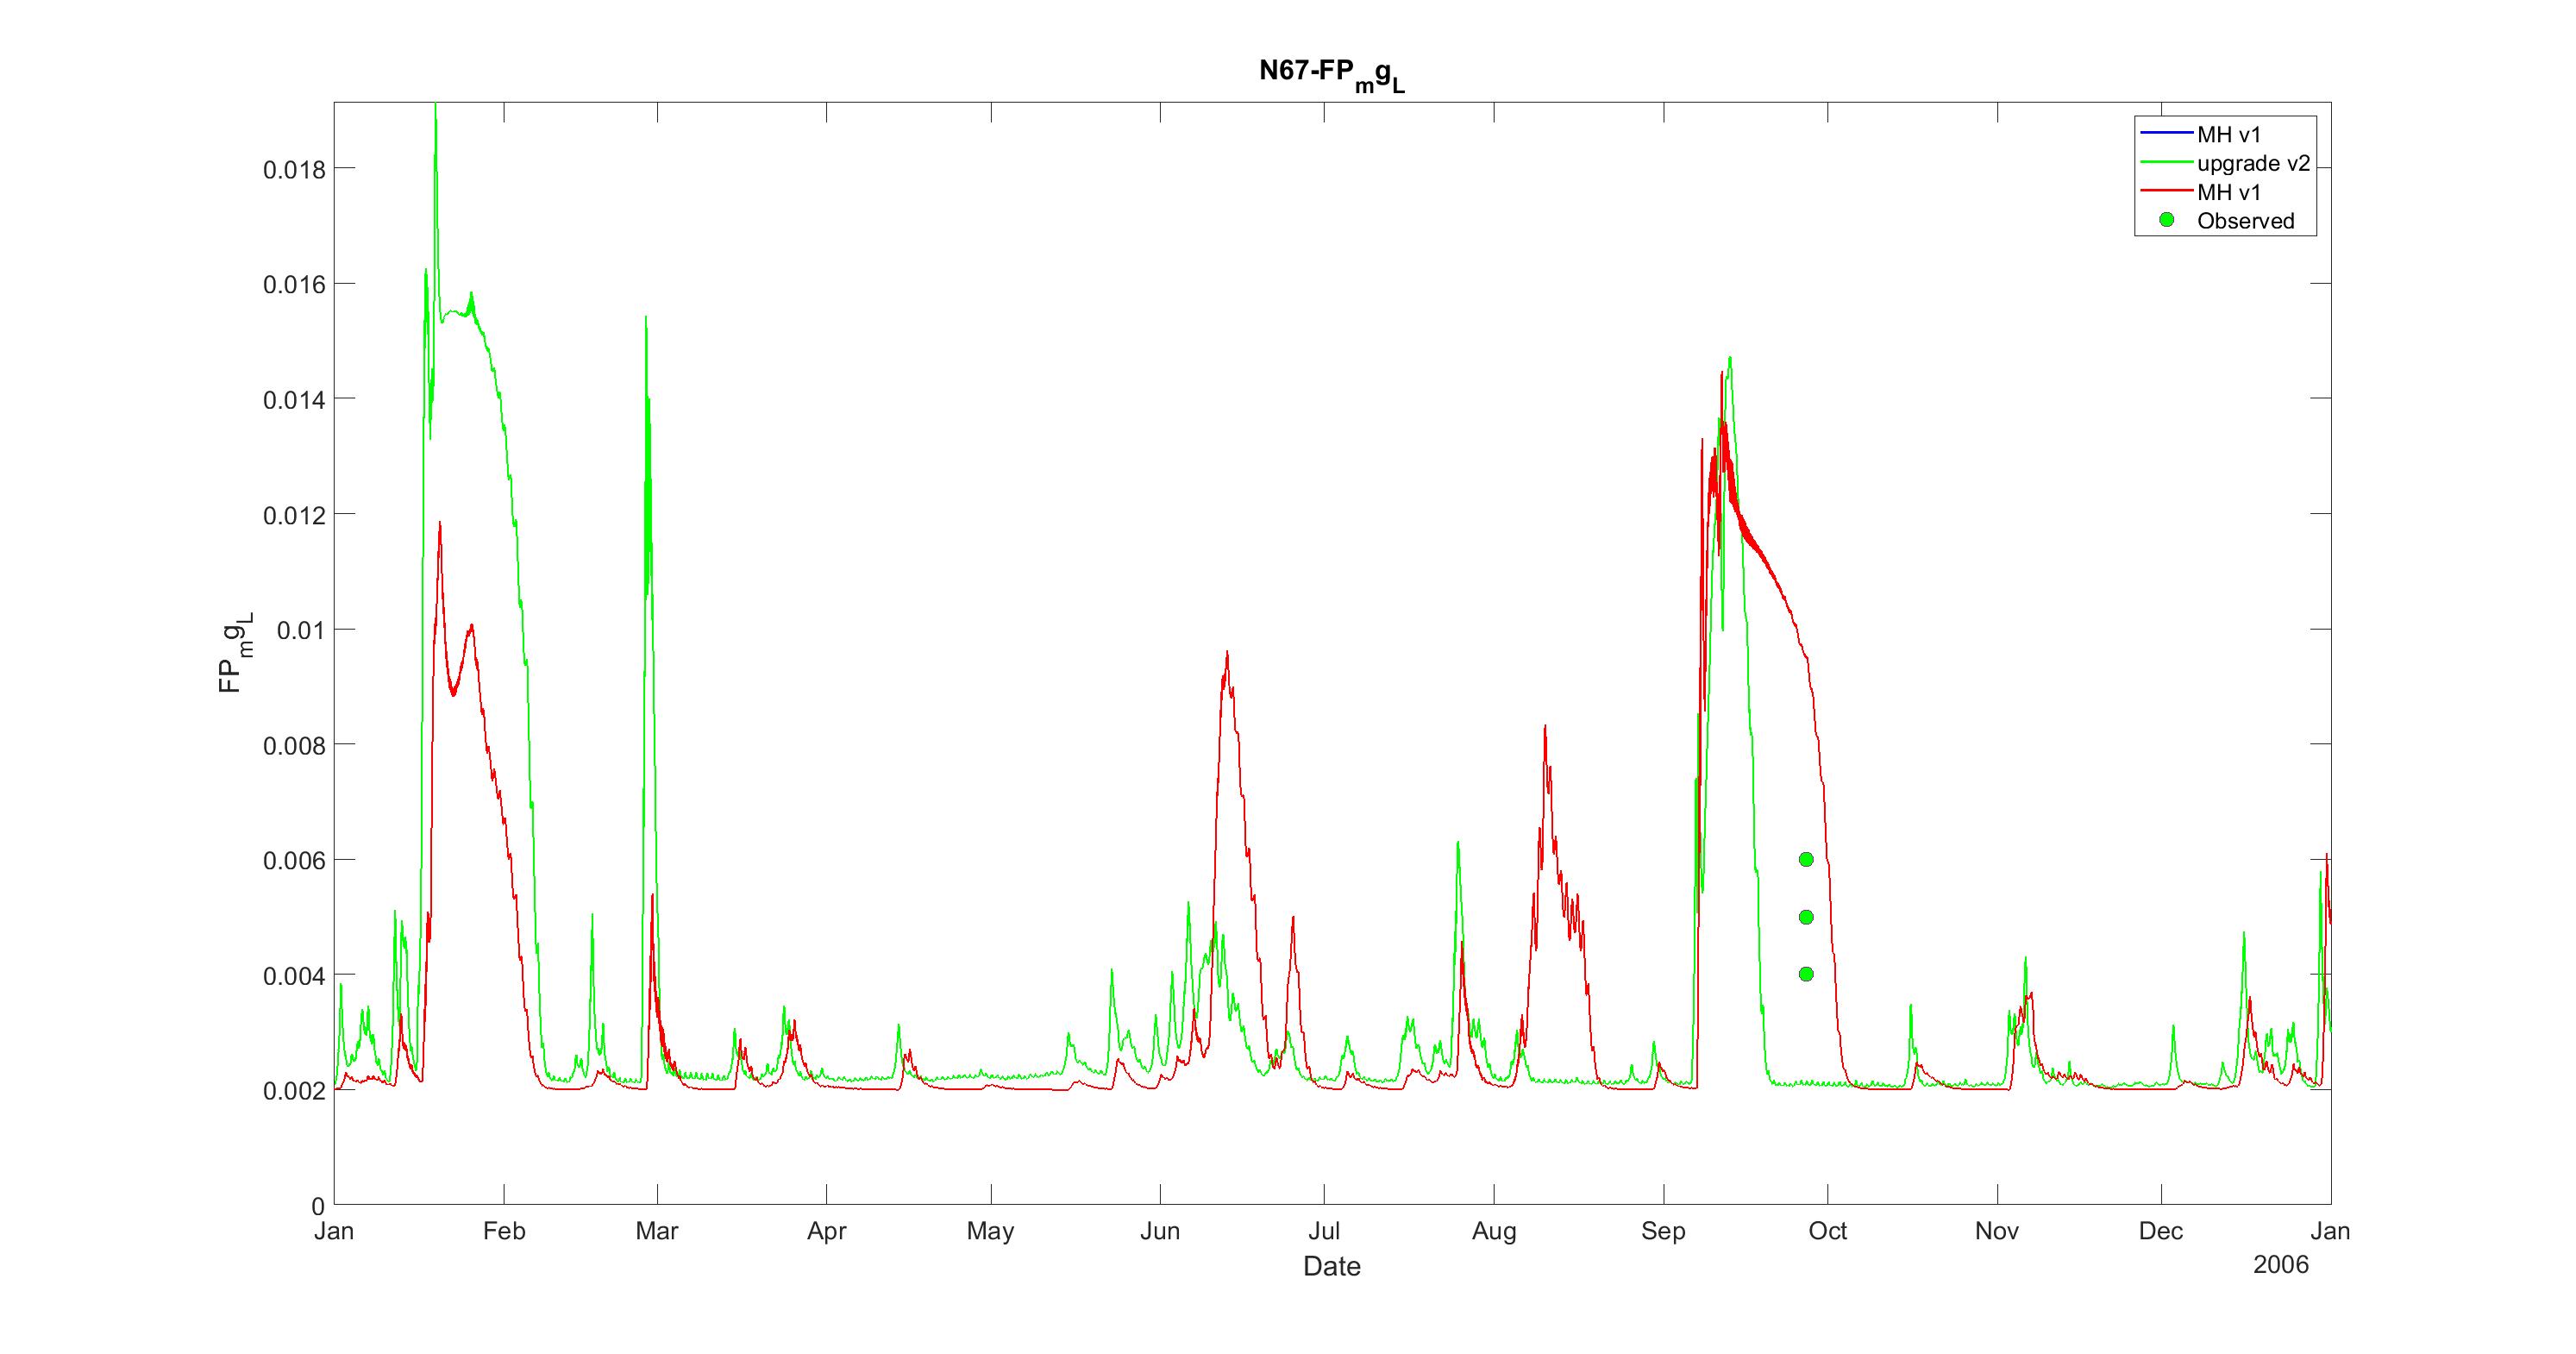 N67-FPmgL
MH v1
upgrade v2
MH v1
Observed
0.018
0.016
0.014
0.012
0.01
0.008
0.006
0.004
0.002
0
FPmgL
Jan Feb Mar Apr May Jun Jul Aug Sep Oct Nov Dec Jan
Date
2006